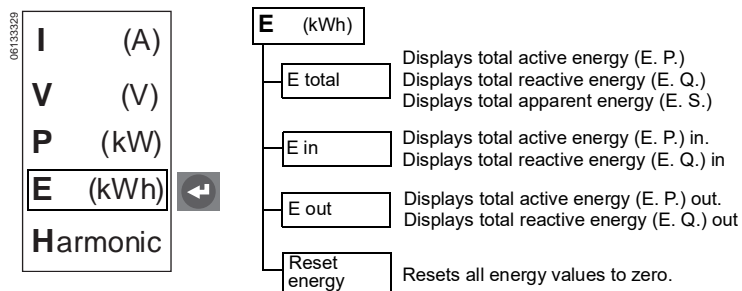 06133329
I (A)
V (V)
P (kW)
E (kWh)
Harmonic
E (kWh)
E total
Displays total active energy (E. P.)
Displays total reactive energy (E. Q.)
Displays total apparent energy (E. S.)
E in
Displays total active energy (E. P.) in.
Displays total reactive energy (E. Q.) in
E out
Displays total active energy (E. P.) out.
Displays total reactive energy (E. Q.) out
Reset
energy
Resets all energy values to zero.